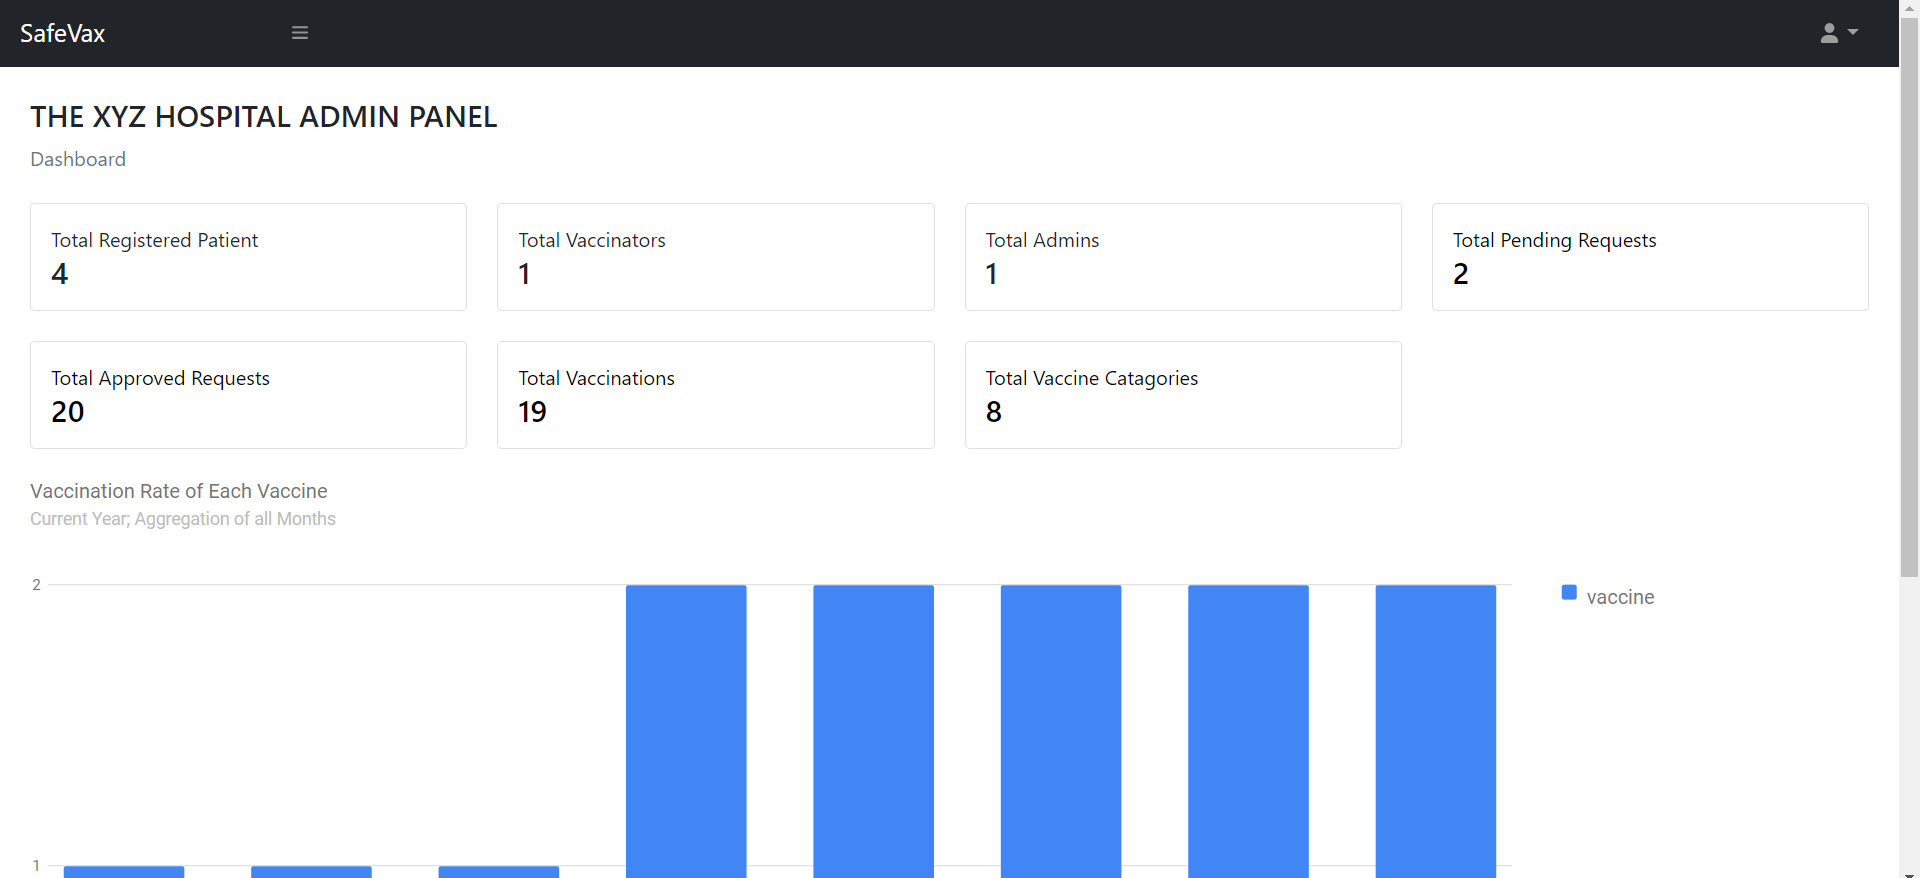 SafeVax
THE XYZ HOSPITAL ADMIN PANEL
Dashboard
Total Registered Patient
4
Total Vaccinators
1
Total Admins
1
Total Pending Requests
2
Total Approved Requests
20
Total Vaccinations
19
Total Vaccine Catagories
8
Vaccination Rate of Each Vaccine
Current Year; Aggregation of all Months
2
vaccine
1